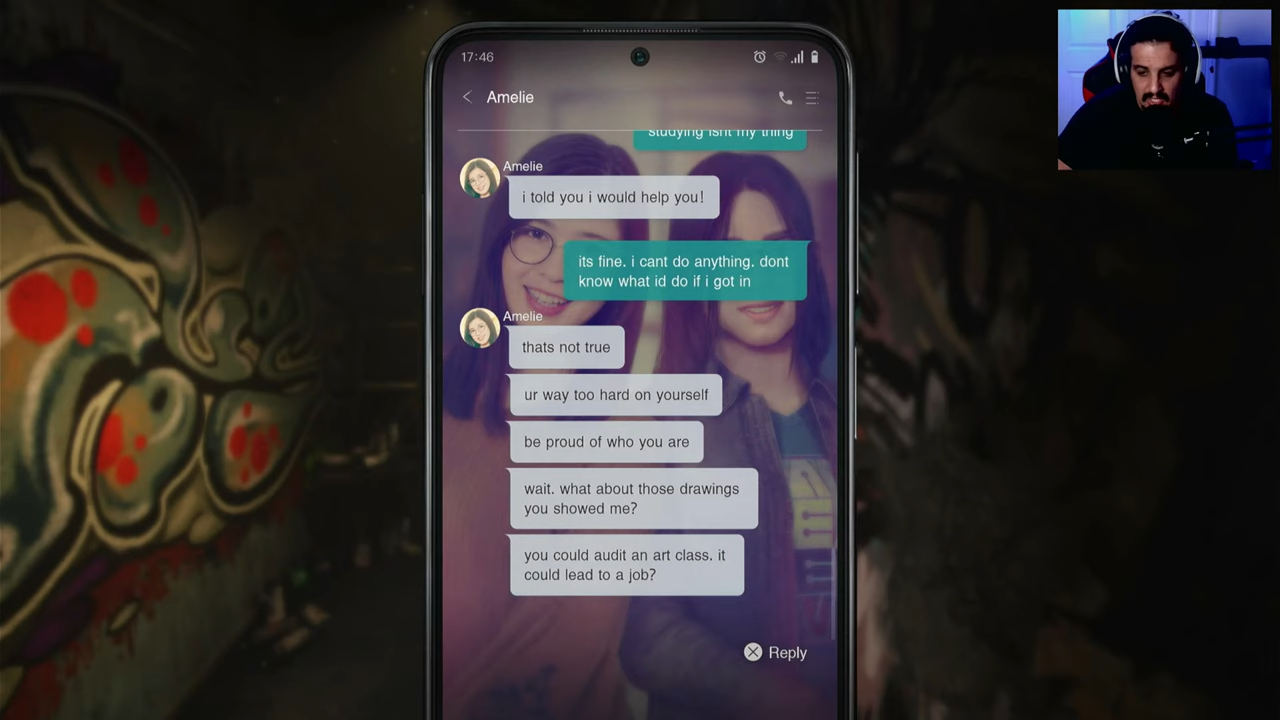 17:46
Amelie
studying isnt my thing
Amelie
i told you i would help you!
its fine. i cant do anything. dont
know what id do if i got in
Amelie
thats not true
ur way too hard on yourself
be proud of who you are
wait. what about those drawings
you showed me?
you could audit an art class. it
could lead to a job?
Reply